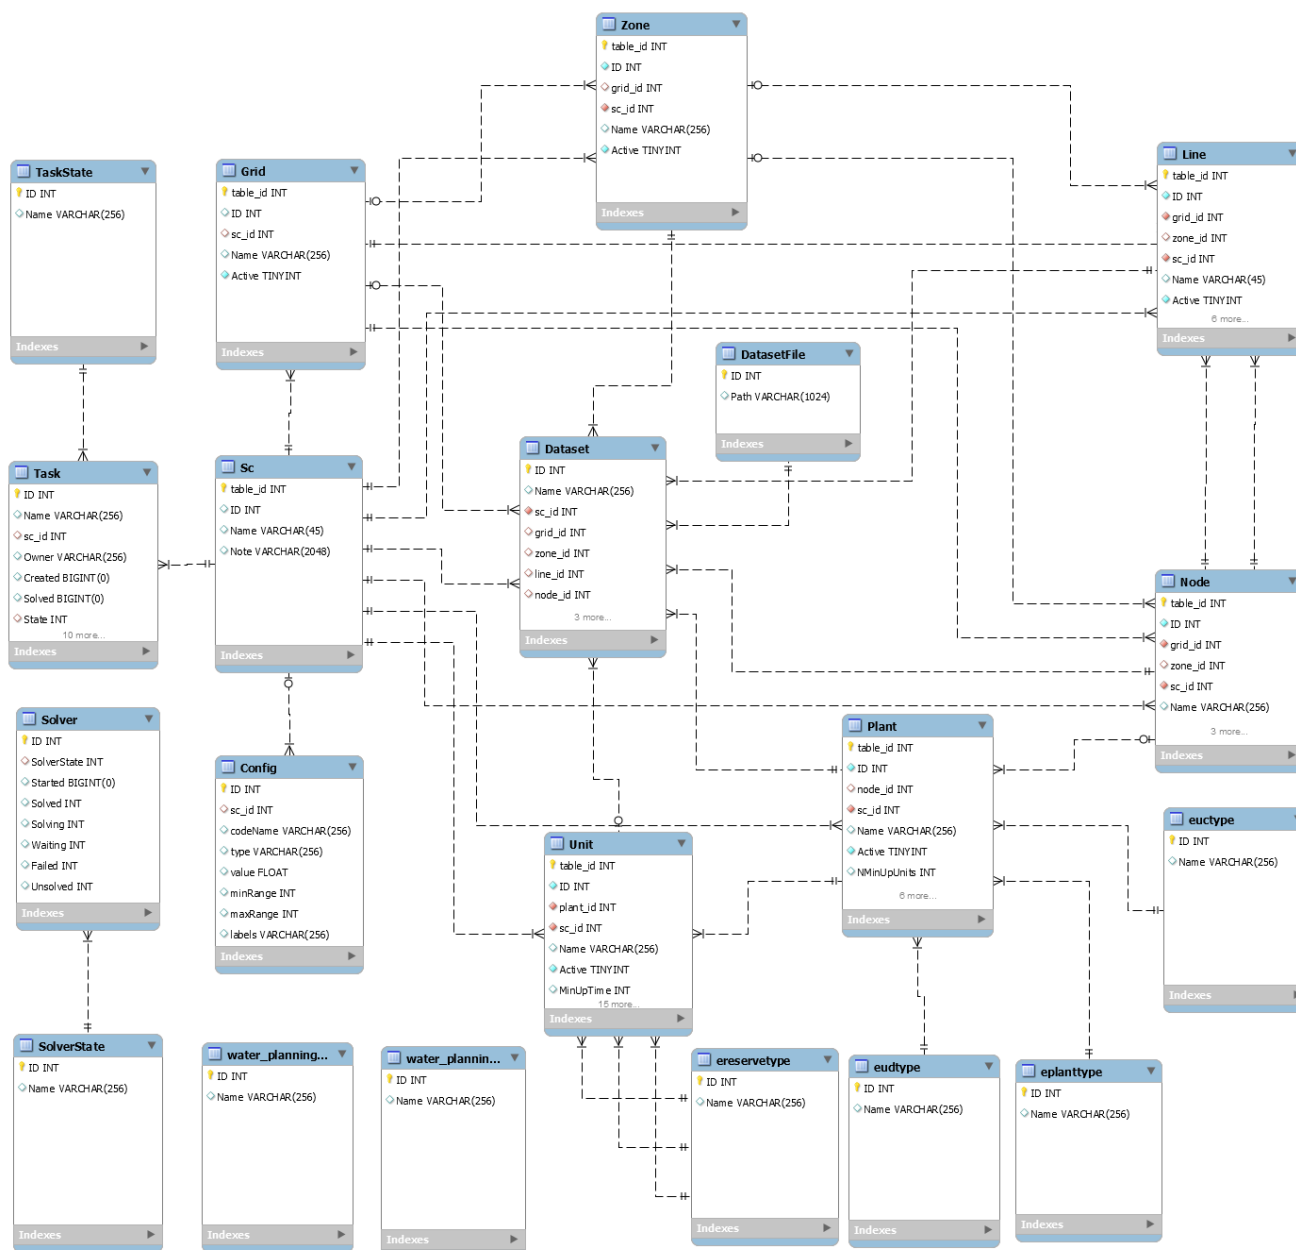 Zone
table_id INT
ID INT
grid_id INT
sc_id INT
Name VARCHAR(256)
Active TINYINT
Indexes
TaskState
ID INT
Name VARCHAR(256)
Indexes
Grid
table_id INT
ID INT
sc_id INT
Name VARCHAR(256)
Active TINYINT
Indexes
Line
table_id INT
ID INT
grid_id INT
zone_id INT
sc_id INT
Name VARCHAR(45)
Active TINYINT
6 more...
Indexes
DatasetFile
ID INT
Path VARCHAR(1024)
Indexes
Task
ID INT
Name VARCHAR(256)
sc_id INT
Owner VARCHAR(256)
Created BIGINT(0)
Solved BIGINT(0)
State INT
10 more...
Indexes
Sc
table_id INT
ID INT
Name VARCHAR(45)
Note VARCHAR(2048)
Indexes
Dataset
ID INT
Name VARCHAR(256)
sc_id INT
grid_id INT
zone_id INT
line_id INT
node_id INT
3 more...
Indexes
Node
table_id INT
ID INT
grid_id INT
zone_id INT
sc_id INT
Name VARCHAR(256)
3 more...
Indexes
Solver
ID INT
SolverState INT
Started BIGINT(0)
Solved INT
Solving INT
Waiting INT
Failed INT
Unsolved INT
Indexes
Config
ID INT
sc_id INT
codeName VARCHAR(256)
type VARCHAR(256)
value FLOAT
minRange INT
maxRange INT
labels VARCHAR(256)
Indexes
Plant
table_id INT
ID INT
node_id INT
sc_id INT
Name VARCHAR(256)
Active TINYINT
NMinUpUnits INT
6 more...
Indexes
Unit
table_id INT
ID INT
plant_id INT
sc_id INT
Name VARCHAR(256)
Active TINYINT
MinUpTime INT
15 more...
Indexes
euctype
ID INT
Name VARCHAR(256)
Indexes
SolverState
ID INT
Name VARCHAR(256)
Indexes
water_planning...
ID INT
Name VARCHAR(256)
Indexes
water_plannin...
ID INT
Name VARCHAR(256)
Indexes
ereservetype
ID INT
Name VARCHAR(256)
Indexes
eudtype
ID INT
Name VARCHAR(256)
Indexes
eplanttype
ID INT
Name VARCHAR(256)
Indexes